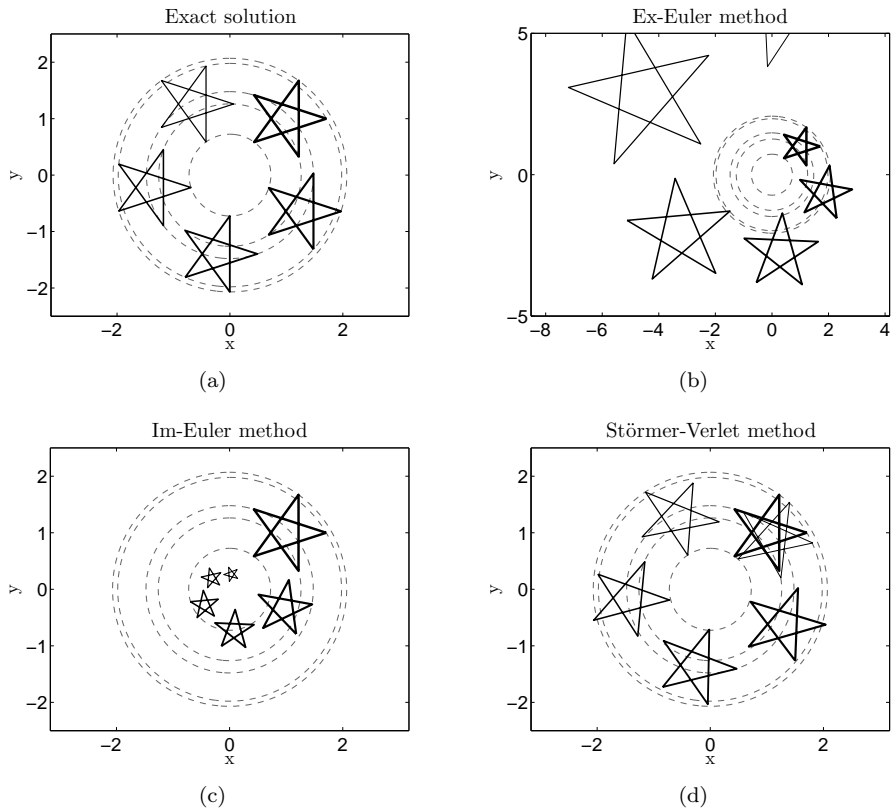 Exact solution
2
1
0
−1
−2
y
−2 0 2
x
(a)
Ex-Euler method
5
0
−5
y
−8 −6 −4 −2 0 2 4
x
(b)
Im-Euler method
2
1
0
−1
−2
y
−2 0 2
x
(c)
Störmer-Verlet method
2
1
0
−1
−2
y
−2 0 2
x
(d)